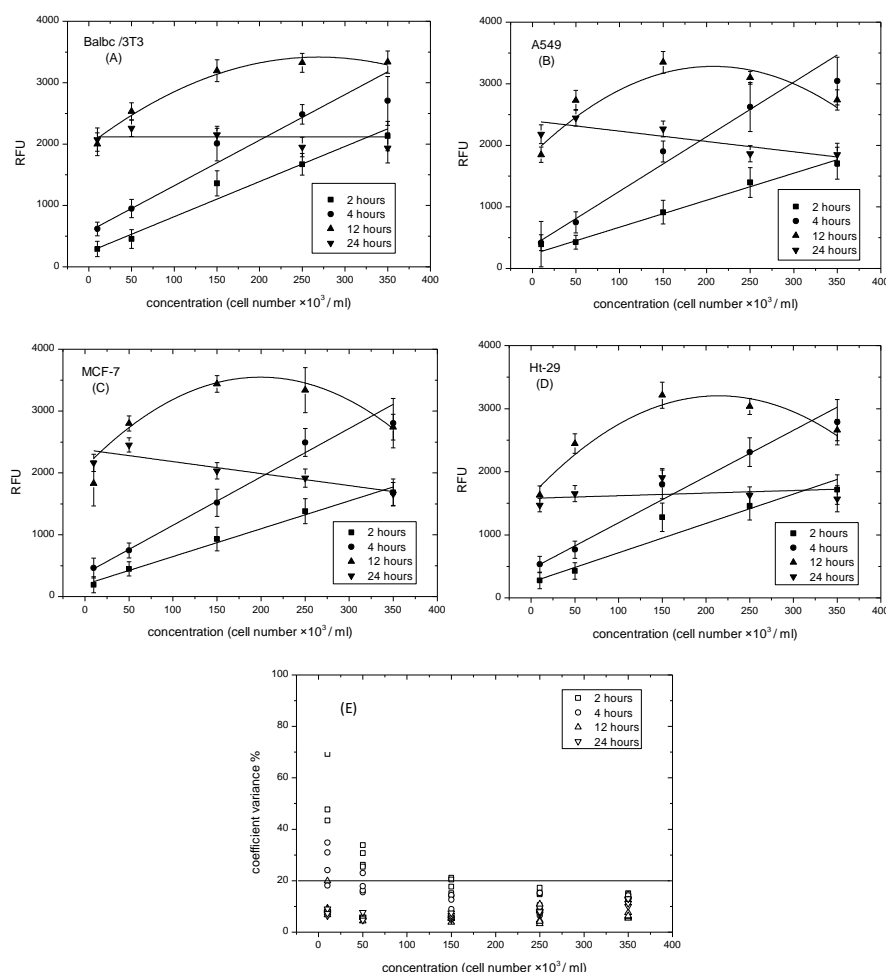 Balbc /3T3
(A)
RFU
4000
3000
2000
1000
0
0 50 100 150 200 250 300 350 400
concentration (cell number ×10³ / ml)
2 hours
4 hours
12 hours
24 hours
A549
(B)
RFU
4000
3000
2000
1000
0
0 50 100 150 200 250 300 350 400
concentration (cell number ×10³ / ml)
2 hours
4 hours
12 hours
24 hours
MCF-7
(C)
RFU
4000
3000
2000
1000
0
0 50 100 150 200 250 300 350 400
concentration (cell number ×10³ / ml)
2 hours
4 hours
12 hours
24 hours
Ht-29
(D)
RFU
4000
3000
2000
1000
0
0 50 100 150 200 250 300 350 400
concentration (cell number ×10³ / ml)
2 hours
4 hours
12 hours
24 hours
(E)
coefficient variance %
100
80
60
40
20
0
0 50 100 150 200 250 300 350 400
concentration (cell number ×10³ / ml)
2 hours
4 hours
12 hours
24 hours